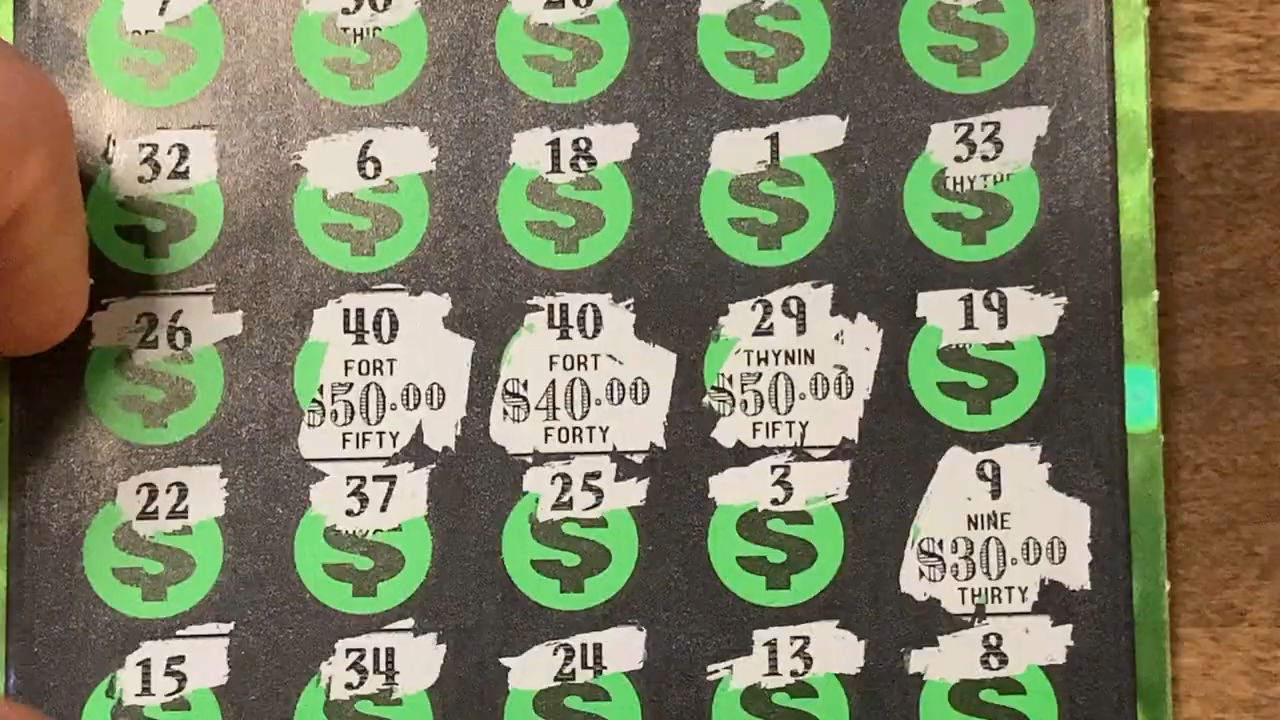 32 6 18 1 33
26 40 40 29 19
FORT FORT TWYNIN
$50.00 $40.00 $50.00
FIFTY FORTY FIFTY
22 37 25 3 9
NINE
$30.00
THIRTY
15 34 24 13 8